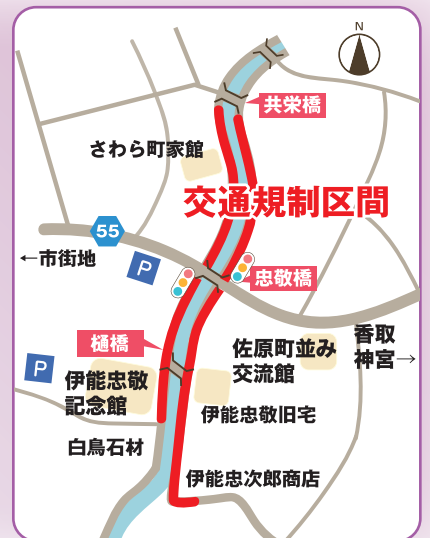 N
共栄橋
さわら町家館
交通規制区間
55
←市街地
P
忠敬橋
樋橋
佐原町並み
交流館
香取
神宮→
P
伊能忠敬
記念館
伊能忠敬旧宅
白鳥石材
伊能忠次郎商店